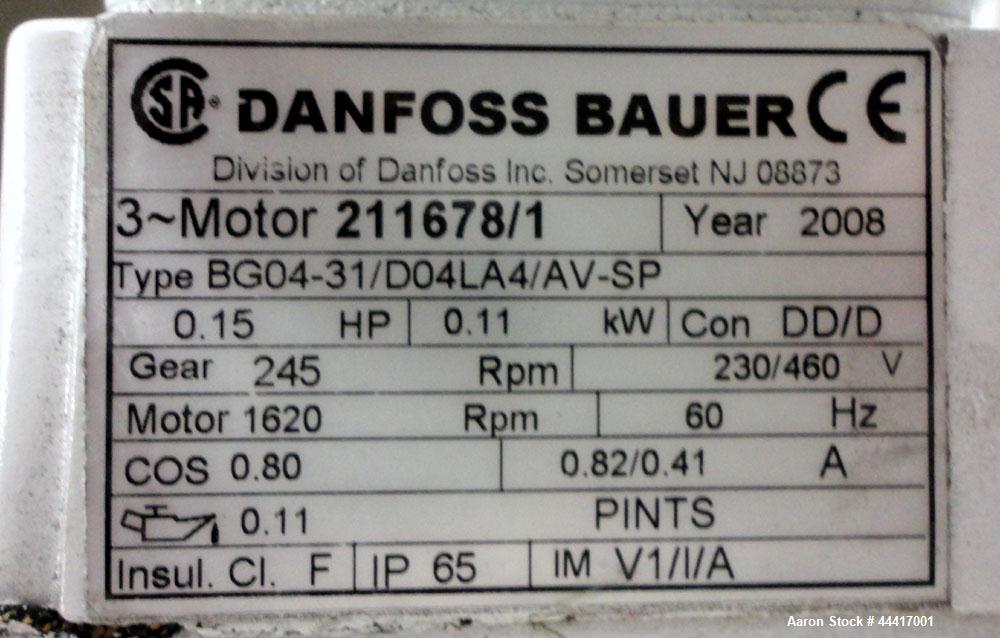 SA® DANFOSS BAUER CE
Division of Danfoss Inc. Somerset NJ 08873
3~Motor 211678/1 Year 2008
Type BG04-31/D04LA4/AV-SP
0.15 HP 0.11 kW Con DD/D
Gear 245 Rpm 230/460 V
Motor 1620 Rpm 60 Hz
COS 0.80 0.82/0.41 A
0.11 PINTS
Insul. Cl. F IP 65 IM V1/I/A
Aaron Stock # 44417001